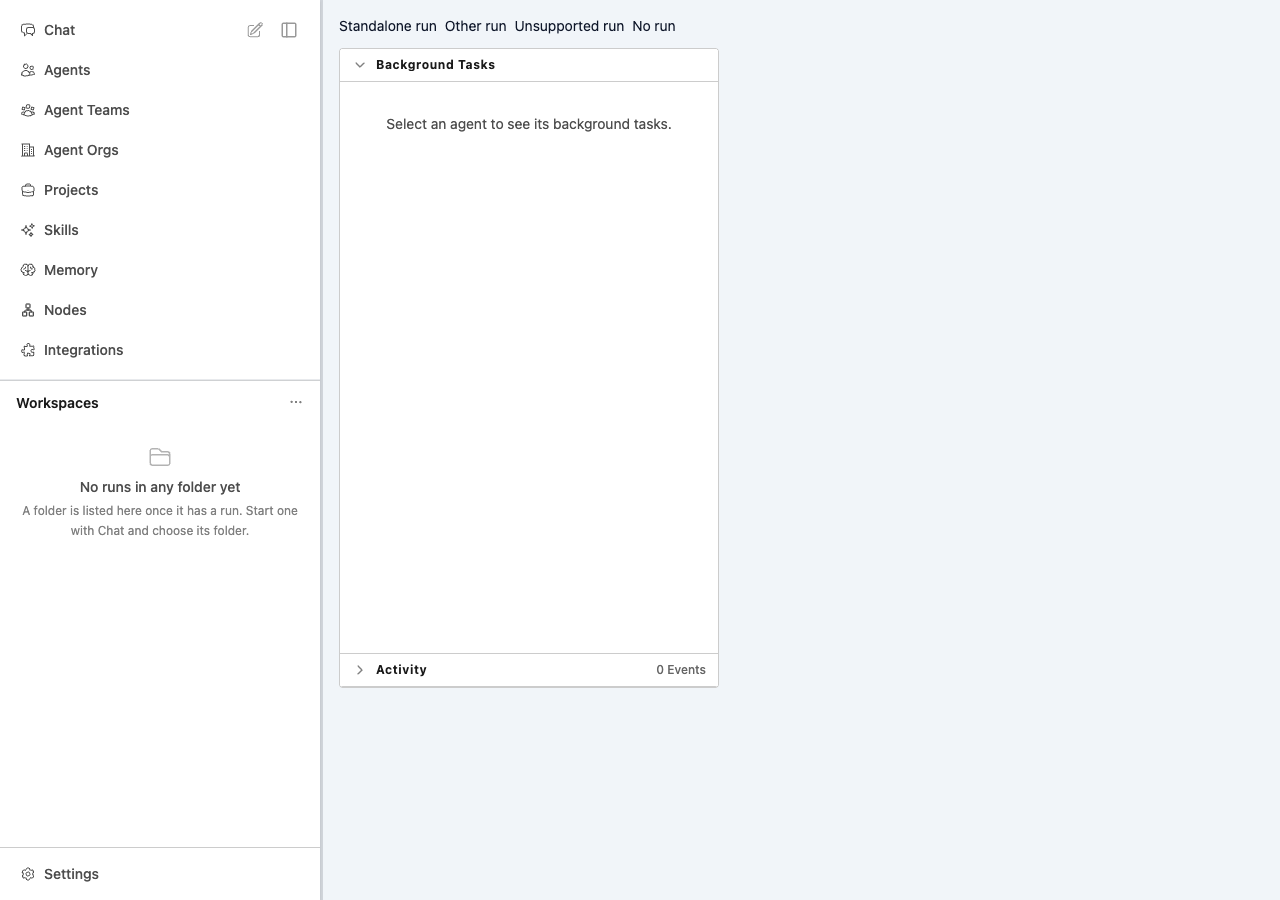 Chat
Agents
Agent Teams
Agent Orgs
Projects
Skills
Memory
Nodes
Integrations
Workspaces
No runs in any folder yet
A folder is listed here once it has a run. Start one
with Chat and choose its folder.
Settings
Standalone run Other run Unsupported run No run
Background Tasks
Select an agent to see its background tasks.
Activity 0 Events